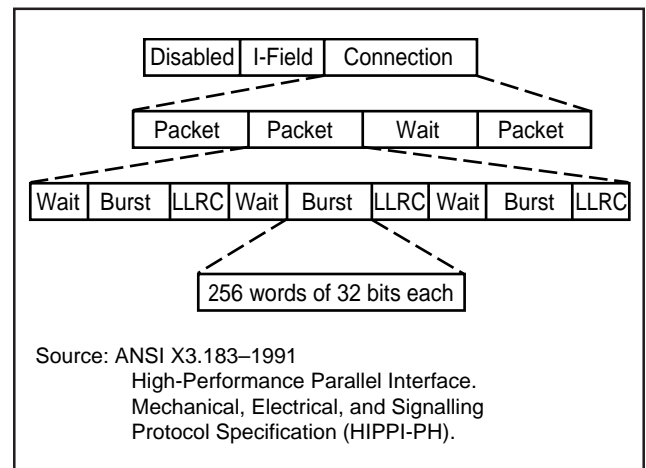 Disabled I-Field Connection
Packet Packet Wait Packet
Wait Burst LLRC Wait Burst LLRC Wait Burst LLRC
256 words of 32 bits each
Source: ANSI X3.183–1991
High-Performance Parallel Interface.
Mechanical, Electrical, and Signalling
Protocol Specification (HIPPI-PH).